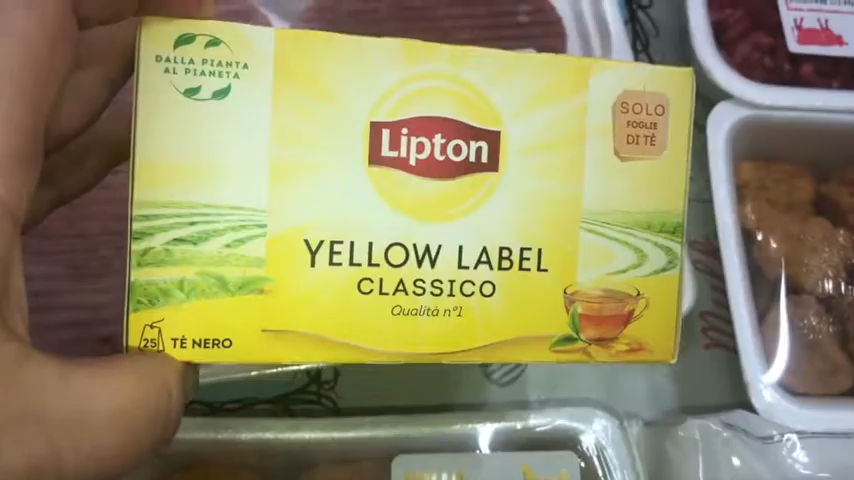 DALLA PIANTA
AL PIANETA
Lipton
SOLO
FOGLIE
DI TÈ
YELLOW LABEL
CLASSICO
Qualità n°1
25
TÈ NERO